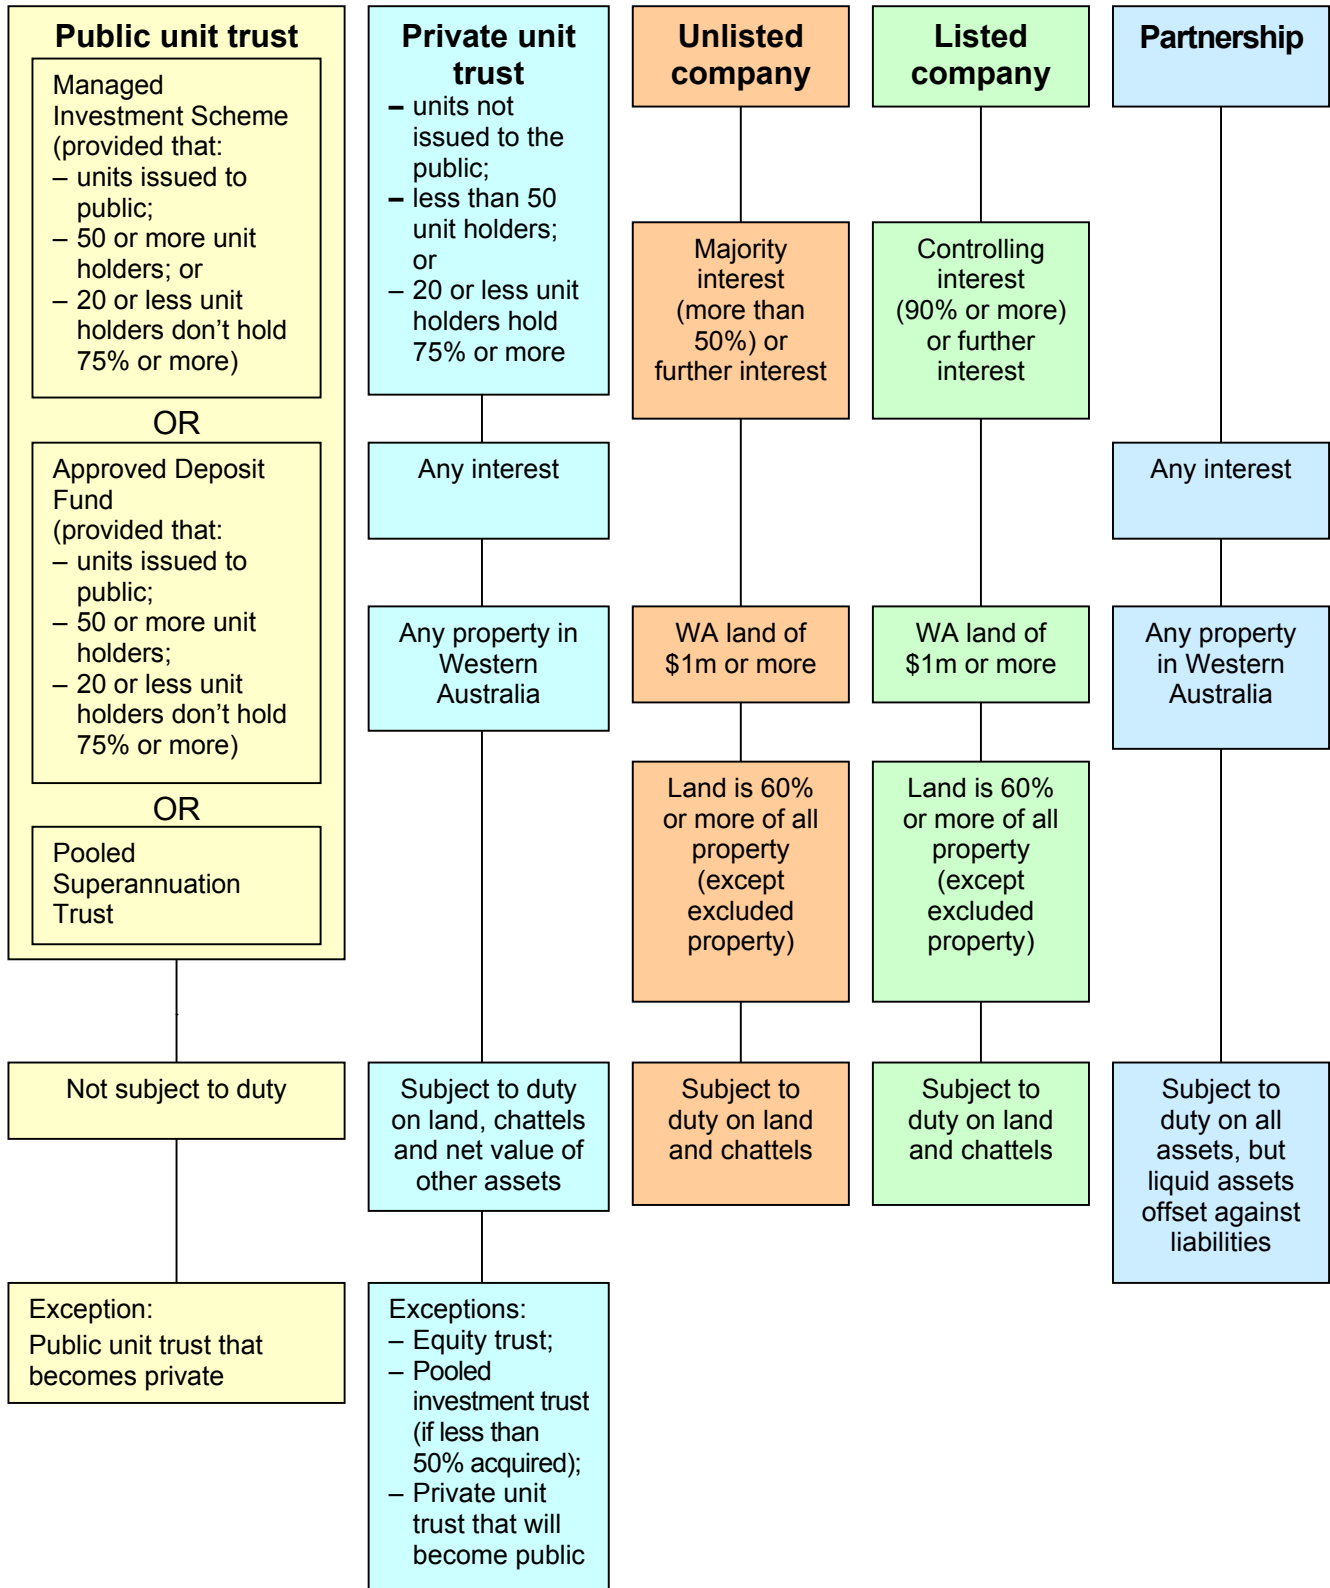 Public unit trust
Managed
Investment Scheme
(provided that:
– units issued to
public;
– 50 or more unit
holders; or
– 20 or less unit
holders don’t hold
75% or more)
OR
Approved Deposit
Fund
(provided that:
– units issued to
public;
– 50 or more unit
holders;
– 20 or less unit
holders don’t hold
75% or more)
OR
Pooled
Superannuation
Trust
Not subject to duty
Exception:
Public unit trust that
becomes private
Private unit
trust
– units not
issued to the
public;
– less than 50
unit holders;
or
– 20 or less unit
holders hold
75% or more
Any interest
Any property in
Western
Australia
Subject to duty
on land, chattels
and net value of
other assets
Exceptions:
– Equity trust;
– Pooled
investment trust
(if less than
50% acquired);
– Private unit
trust that will
become public
Unlisted
company
Majority
interest
(more than
50%) or
further interest
WA land of
$1m or more
Land is 60%
or more of all
property
(except
excluded
property)
Subject to
duty on land
and chattels
Listed
company
Controlling
interest
(90% or more)
or further
interest
WA land of
$1m or more
Land is 60%
or more of all
property
(except
excluded
property)
Subject to
duty on land
and chattels
Partnership
Any interest
Any property
in Western
Australia
Subject to
duty on all
assets, but
liquid assets
offset against
liabilities